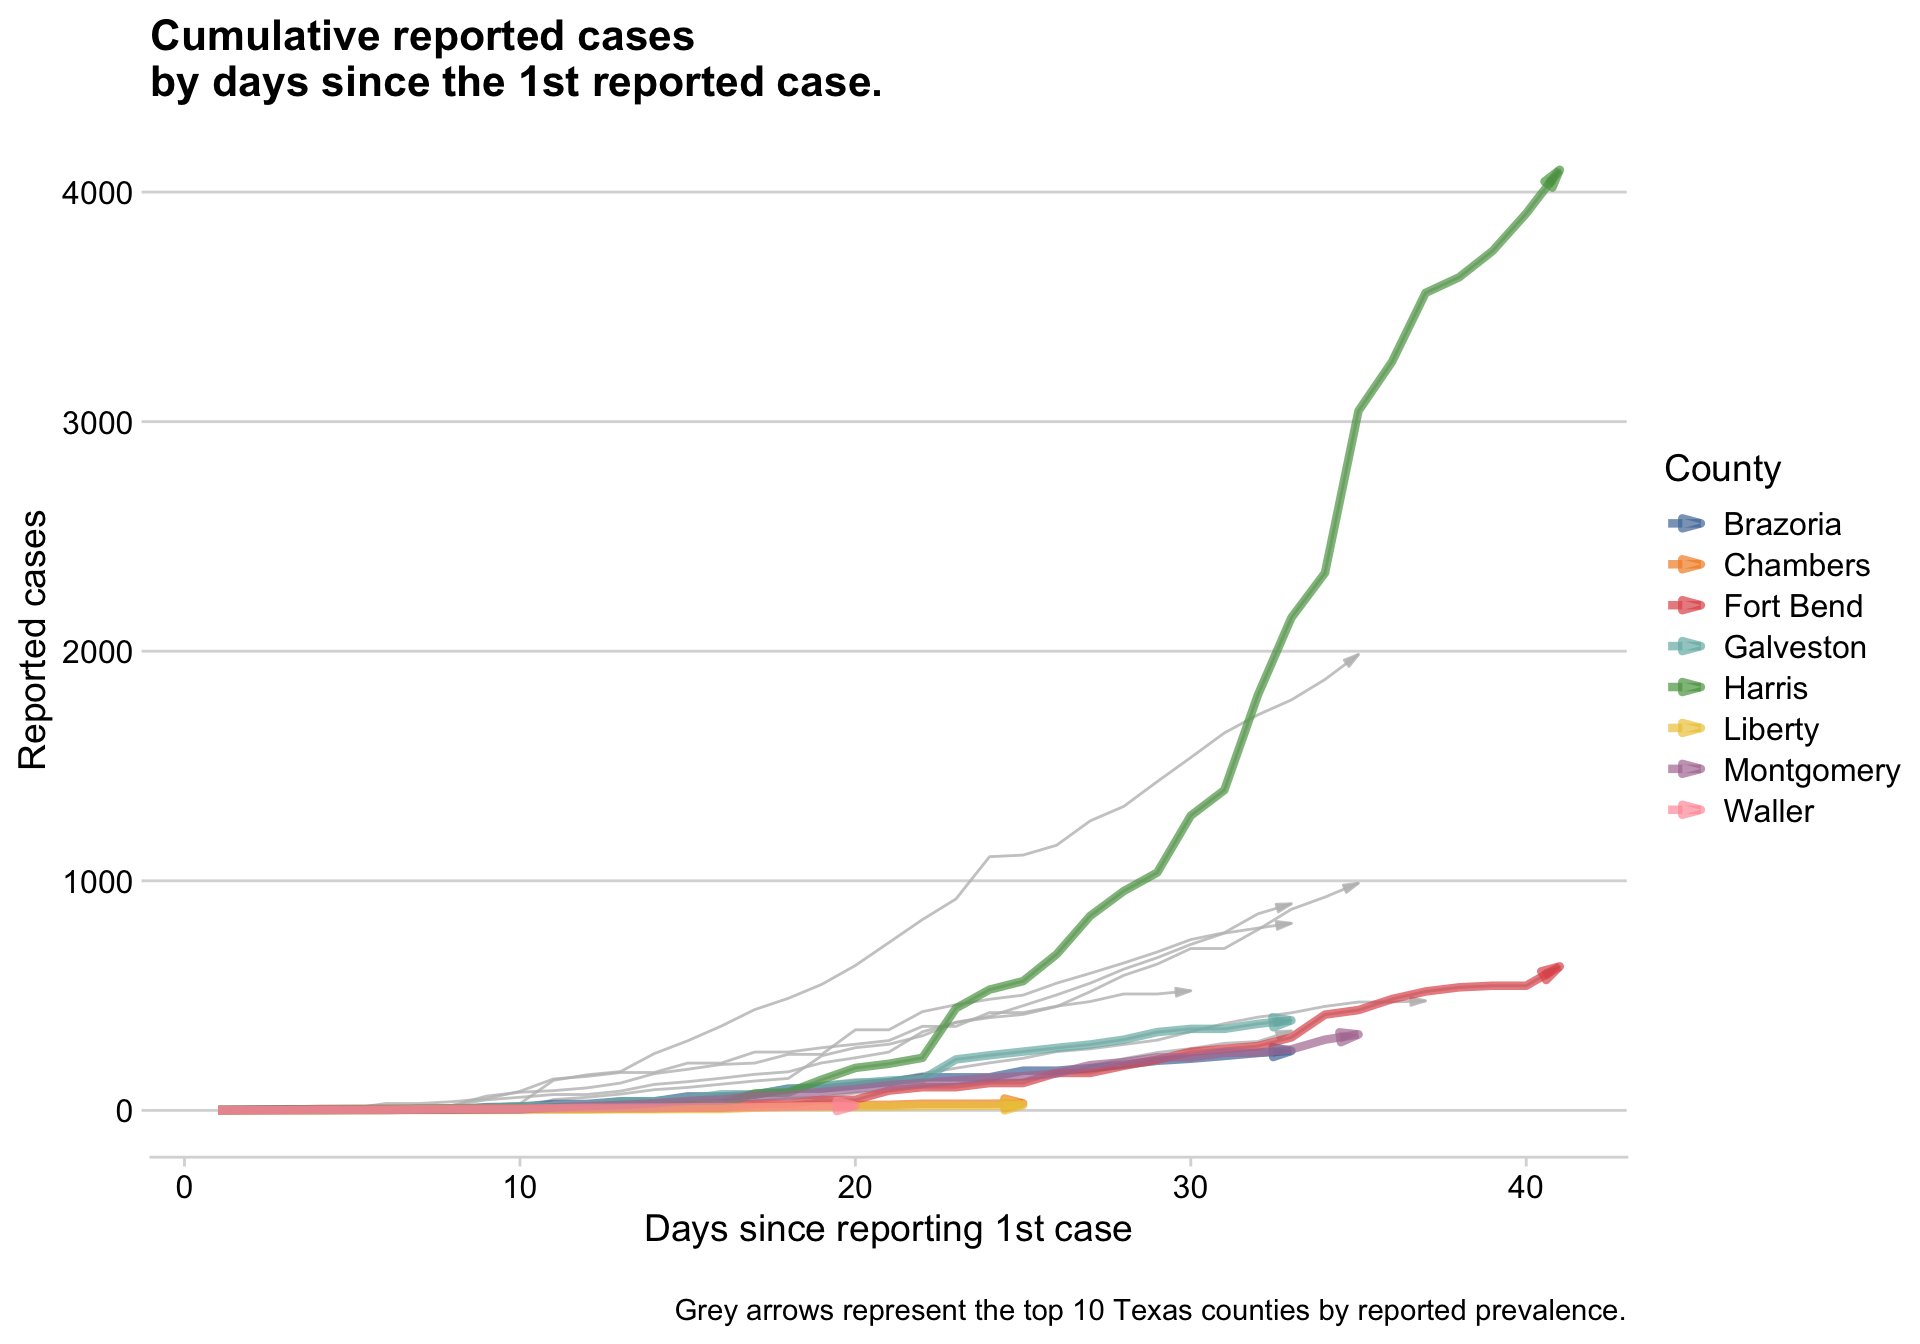 Cumulative reported cases
by days since the 1st reported case.
Reported cases
4000
3000
2000
1000
0
0 10 20 30 40
Days since reporting 1st case
County
Brazoria
Chambers
Fort Bend
Galveston
Harris
Liberty
Montgomery
Waller
Grey arrows represent the top 10 Texas counties by reported prevalence.